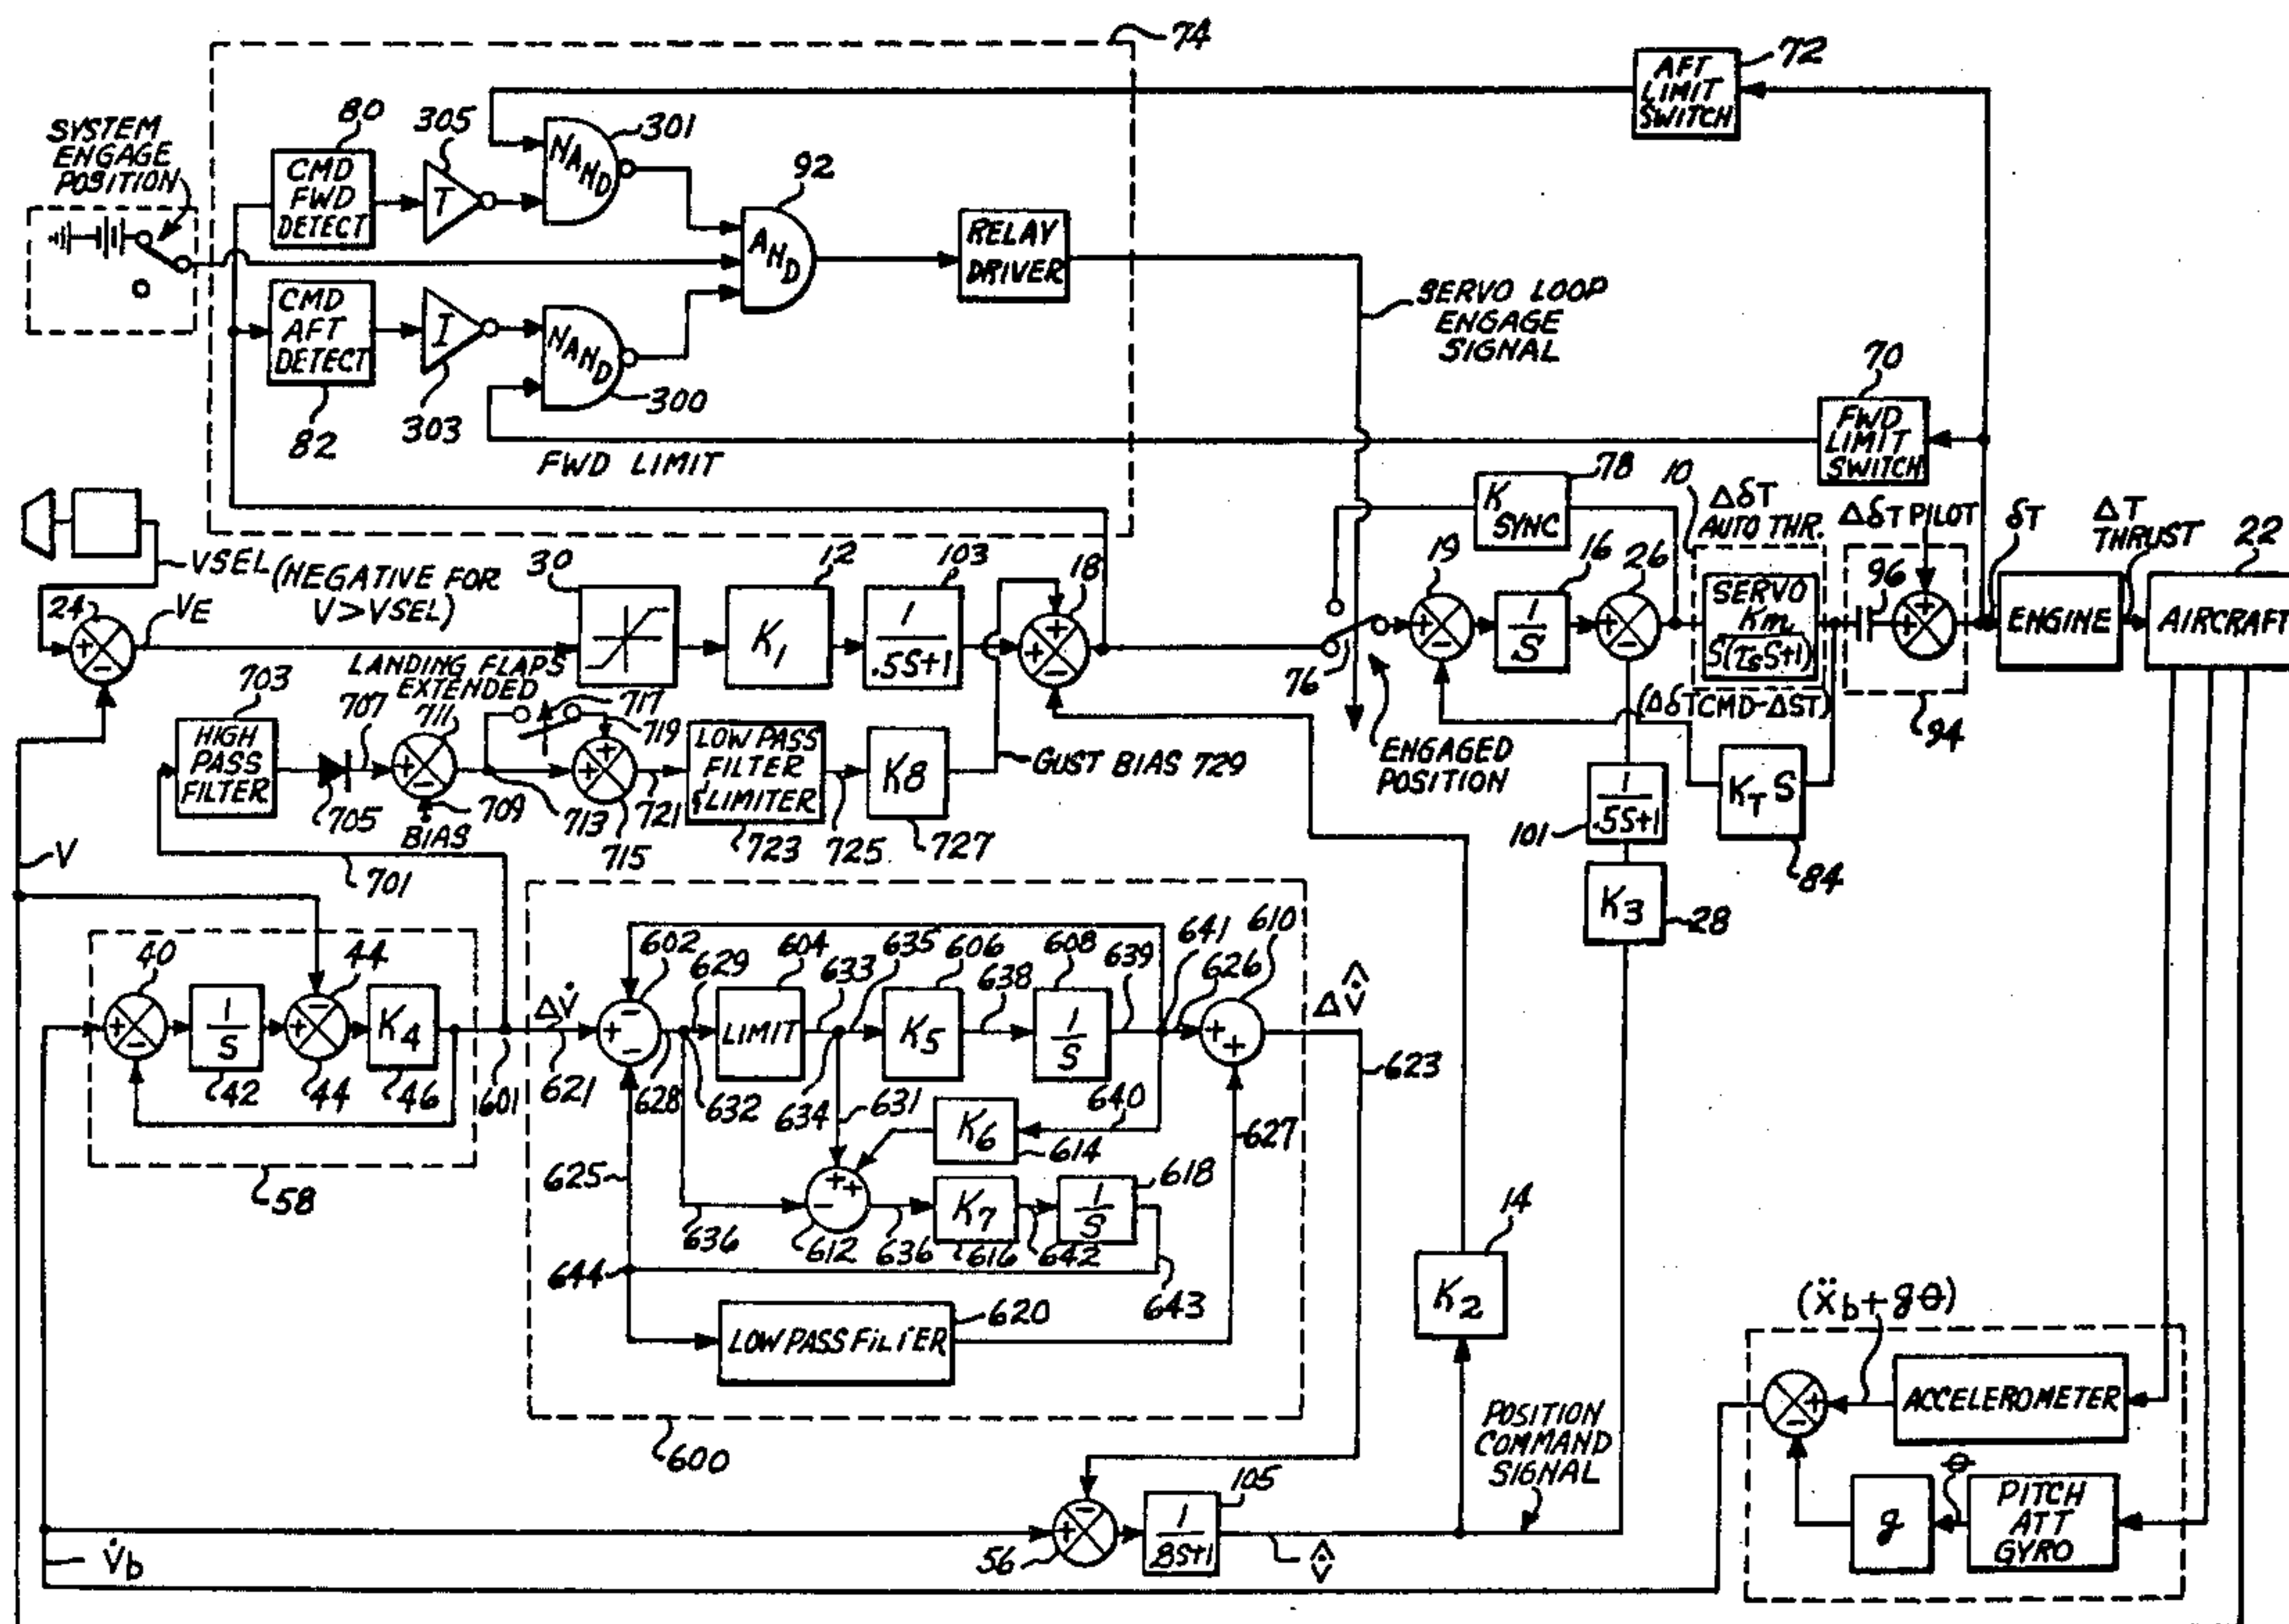 74
AFT
LIMIT
SWITCH
72
SYSTEM
ENGAGE
POSITION
80
CMD
FWD
DETECT
305
T
NAND
301
92
AND
RELAY
DRIVER
CMD
AFT
DETECT
82
I
303
NAND
300
FWD LIMIT
SERVO LOOP
ENGAGE
SIGNAL
70
FWD
LIMIT
SWITCH
VSEL (NEGATIVE FOR
V > VSEL)
24
+
-
VE
30
12
K1
103
1
.5S+1
18
+
+
-
K
SYNC
78
76
ENGAGED
POSITION
19
+
-
16
1
S
26
+
-
10
ΔδT
AUTO THR.
SERVO
Km
S(τsS+1)
(ΔδTCMD-ΔST)
ΔδT PILOT
96
+
+
94
δT
ENGINE
ΔT
THRUST
22
AIRCRAFT
LANDING FLAPS
EXTENDED
703
HIGH
PASS
FILTER
707
705
711
+
-
709
BIAS
713
717
719
+
+
715
721
LOW PASS
FILTER
&LIMITER
723
725
K8
727
GUST BIAS 729
1
.5S+1
101
KT S
84
K3
28
V
701
40
+
-
1
S
42
44
-
+
44
K4
46
601
58
Δv̇
621
602
-
+
-
628
629
632
604
LIMIT
633
634
635
631
606
K5
638
608
1
S
639
641
626
610
+
+
Δv̇̂
623
640
K6
614
627
625
636
+
+
-
612
636
K7
616
642
1
S
618
643
644
LOW PASS FILTER
620
600
14
K2
POSITION
COMMAND
SIGNAL
(ẍb+gθ)
+
-
ACCELEROMETER
g
θ
PITCH
ATT
GYRO
v̇b
+
-
56
105
1
8S+1
v̇̂